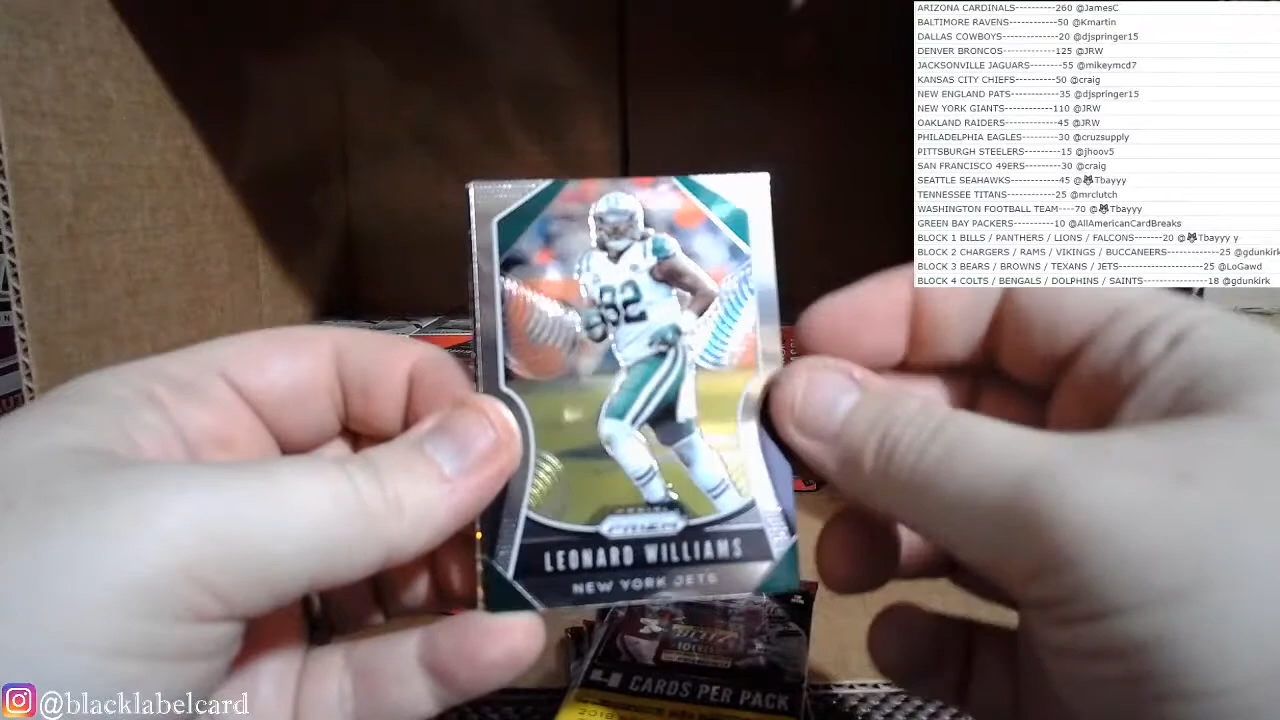 ARIZONA CARDINALS----------260 @JamesC
BALTIMORE RAVENS------------50 @Kmartin
DALLAS COWBOYS--------------20 @djspringer15
DENVER BRONCOS-------------125 @JRW
JACKSONVILLE JAGUARS--------55 @mikeymcd7
KANSAS CITY CHIEFS----------50 @craig
NEW ENGLAND PATS------------35 @djspringer15
NEW YORK GIANTS------------110 @JRW
OAKLAND RAIDERS-------------45 @JRW
PHILADELPHIA EAGLES---------30 @cruzsupply
PITTSBURGH STEELERS---------15 @jhoov5
SAN FRANCISCO 49ERS---------30 @craig
SEATTLE SEAHAWKS------------45 @😼Tbayyy
TENNESSEE TITANS------------25 @mrclutch
WASHINGTON FOOTBALL TEAM----70 @😼Tbayyy
GREEN BAY PACKERS-----------10 @AllAmericanCardBreaks
BLOCK 1 BILLS / PANTHERS / LIONS / FALCONS-------20 @😼Tbayyy y
BLOCK 2 CHARGERS / RAMS / VIKINGS / BUCCANEERS-------------25 @gdunkirk
BLOCK 3 BEARS / BROWNS / TEXANS / JETS---------------------25 @LoGawd
BLOCK 4 COLTS / BENGALS / DOLPHINS / SAINTS----------------18 @gdunkirk
82
PRIZM
LEONARD WILLIAMS
NEW YORK JETS
4 CARDS PER PACK
2018
@blacklabelcard